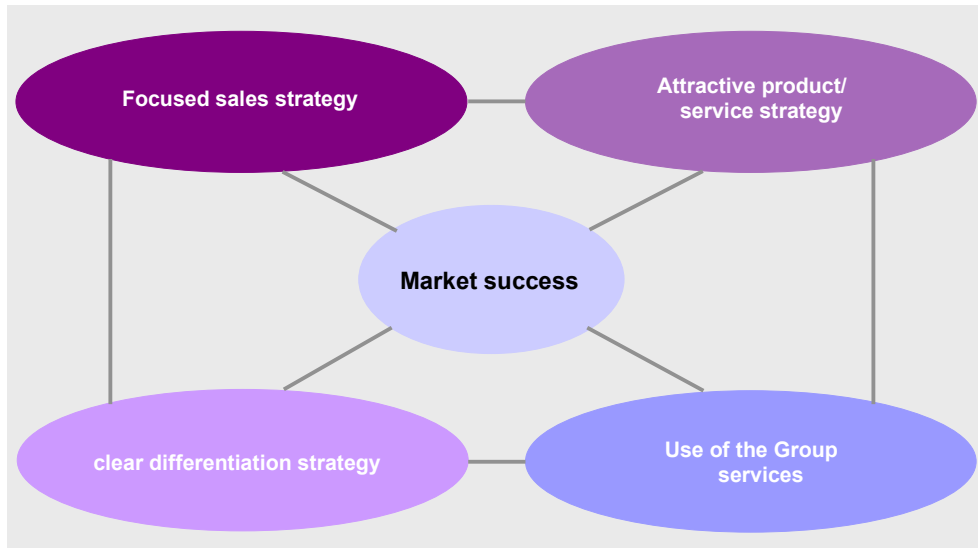 Focused sales strategy
Attractive product/
service strategy
Market success
clear differentiation strategy
Use of the Group
services